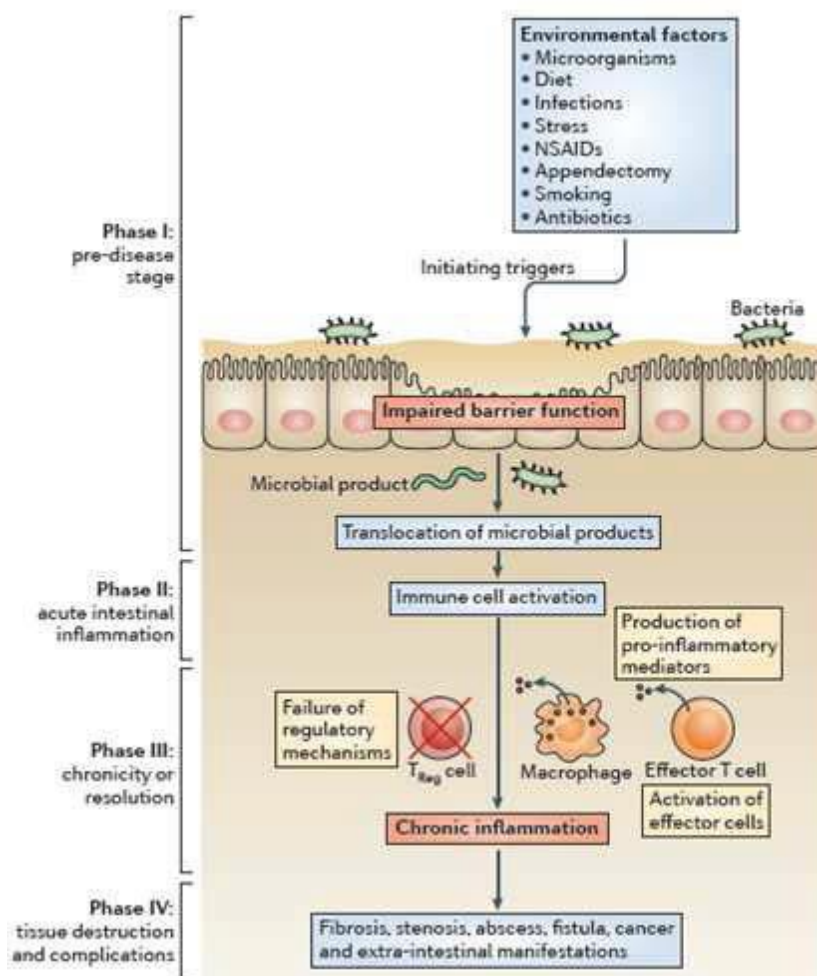 Environmental factors
• Microorganisms
• Diet
• Infections
• Stress
• NSAIDs
• Appendectomy
• Smoking
• Antibiotics
Phase I:
pre-disease
stage
Initiating triggers
Bacteria
Impaired barrier function
Microbial product
Translocation of microbial products
Phase II:
acute intestinal
inflammation
Immune cell activation
Production of
pro-inflammatory
mediators
Phase III:
chronicity or
resolution
Failure of
regulatory
mechanisms
TReg cell
Macrophage
Effector T cell
Activation of
effector cells
Chronic inflammation
Phase IV:
tissue destruction
and complications
Fibrosis, stenosis, abscess, fistula, cancer
and extra-intestinal manifestations